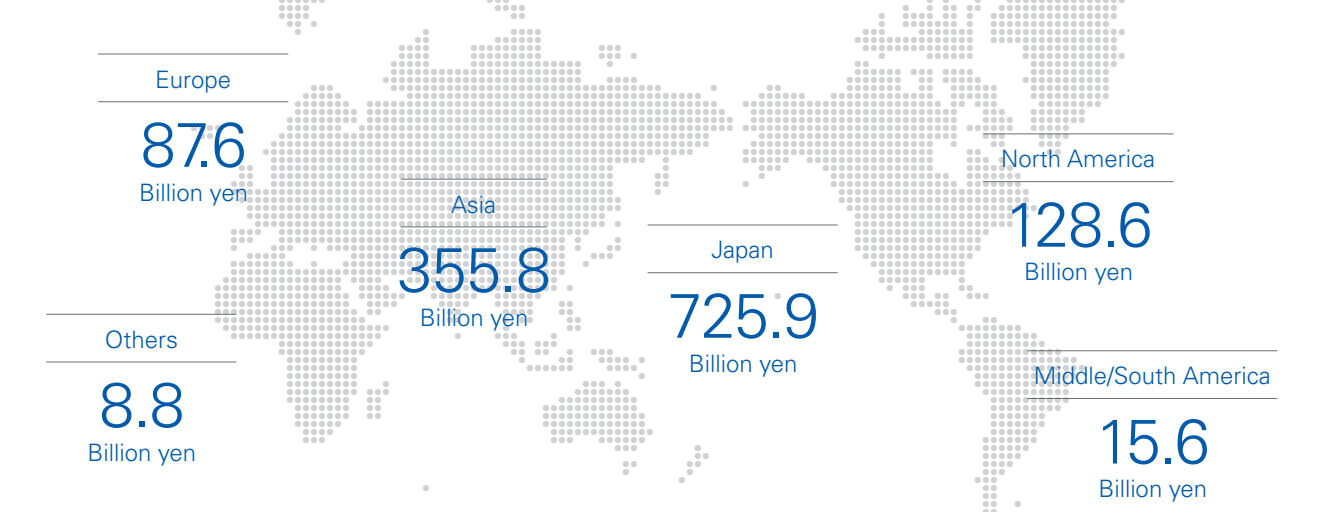 Europe
87.6
Billion yen
Asia
355.8
Billion yen
Others
8.8
Billion yen
Japan
725.9
Billion yen
North America
128.6
Billion yen
Middle/South America
15.6
Billion yen